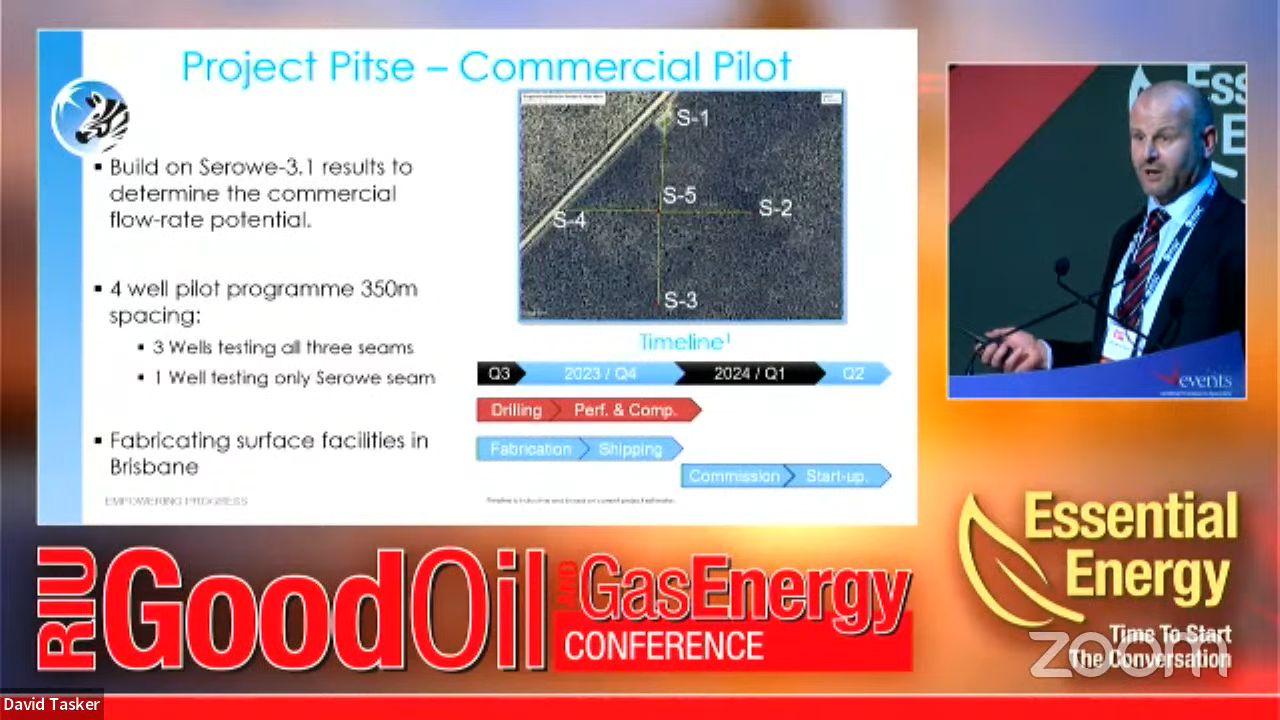 Project Pitse – Commercial Pilot
▪ Build on Serowe-3.1 results to
determine the commercial
flow-rate potential.
▪ 4 well pilot programme 350m
spacing:
▪ 3 Wells testing all three seams
▪ 1 Well testing only Serowe seam
▪ Fabricating surface facilities in
Brisbane
EMPOWERING PROGRESS
S-1
S-5
S-2
S-4
S-3
Timeline¹
Q3 2023 / Q4 2024 / Q1 Q2
Drilling Perf. & Comp.
Fabrication Shipping
Commission Start-up.
Ess
E
events
RIU GoodOil AND GasEnergy
CONFERENCE
Essential
Energy
Time To Start
The Conversation
zoom
David Tasker